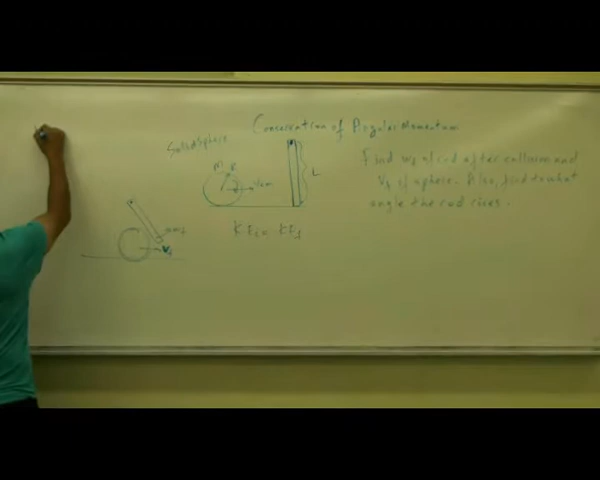 Conservation of Angular Momentum
Solid Sphere
M R
L
Find wf of rod after collision and
Vf of sphere. Also, find to what
angle the rod rises.
KEi = KEf